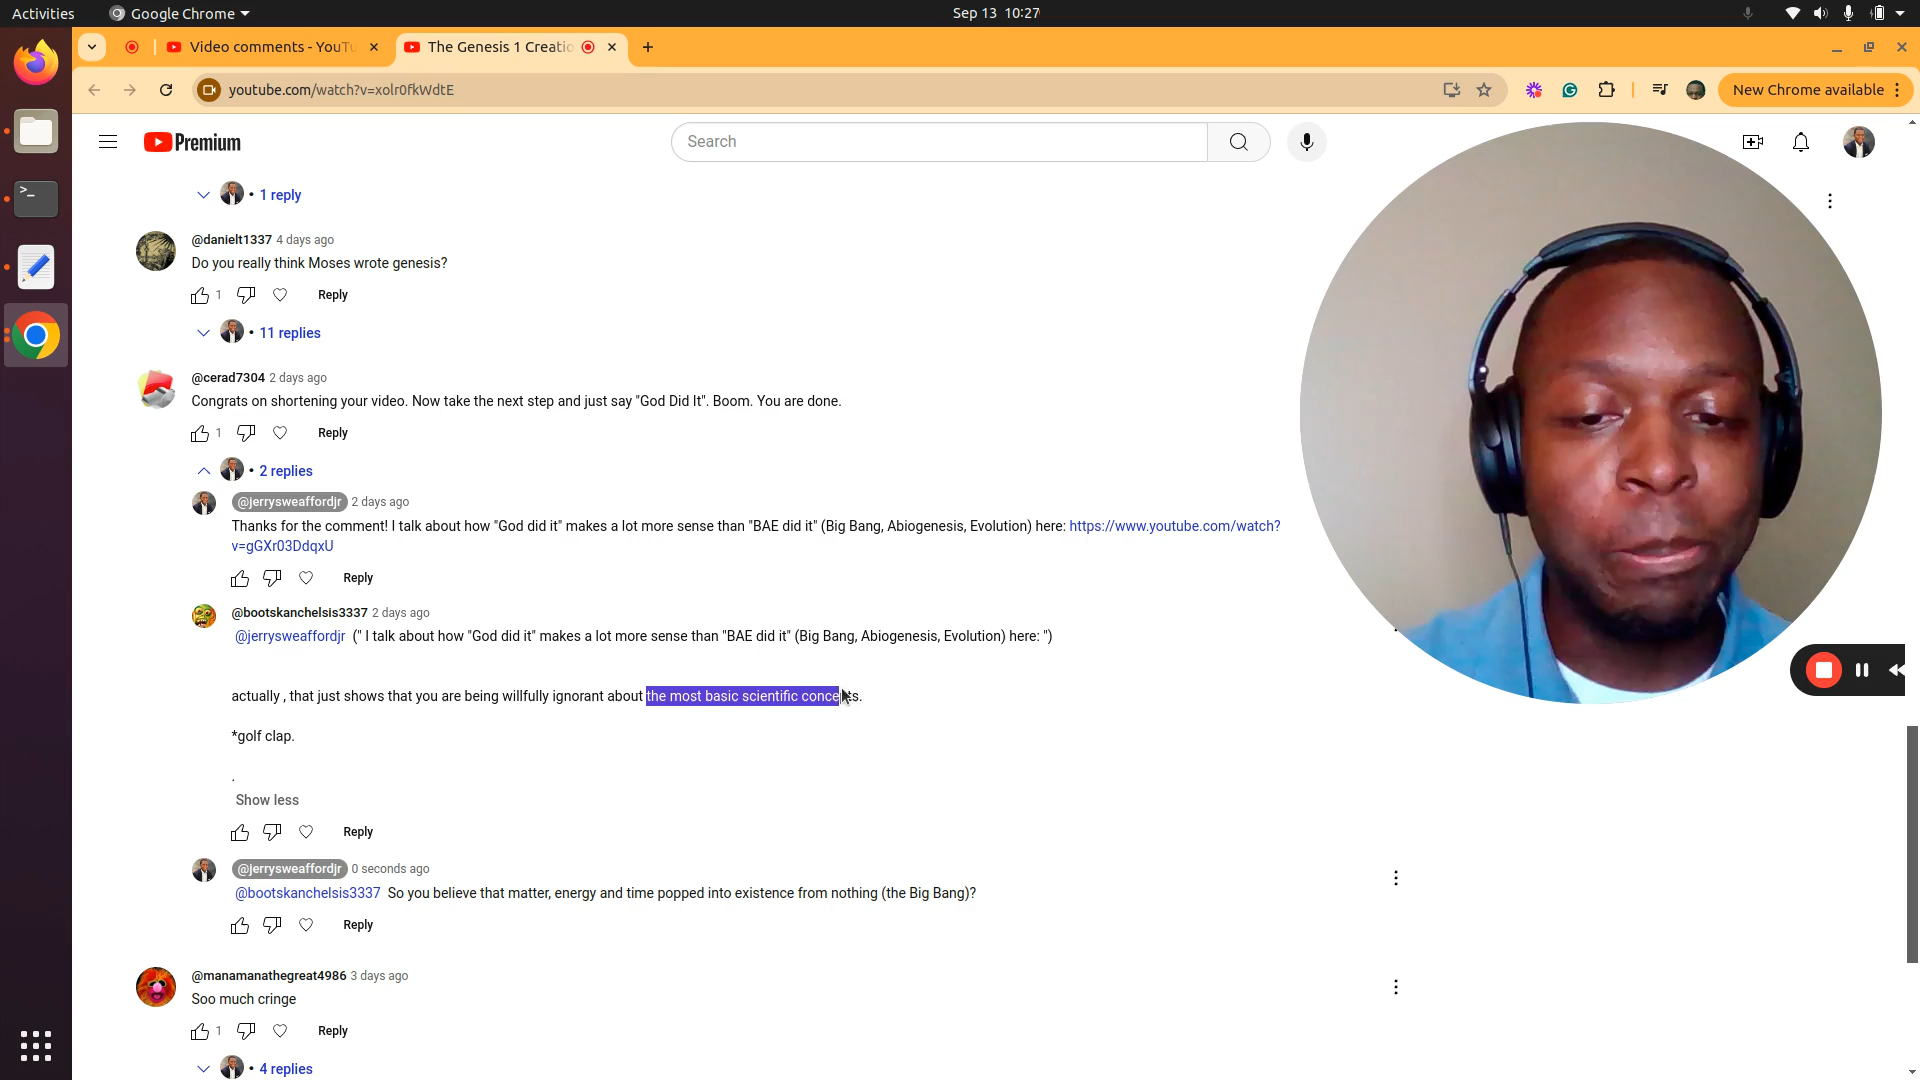 Activities Google Chrome Sep 13 10:27
Video comments - YouTu The Genesis 1 Creatio
youtube.com/watch?v=xolr0fkWdtE New Chrome available
Premium Search
• 1 reply
@danielt1337 4 days ago
Do you really think Moses wrote genesis?
1 Reply
• 11 replies
@cerad7304 2 days ago
Congrats on shortening your video. Now take the next step and just say "God Did It". Boom. You are done.
1 Reply
• 2 replies
@jerrysweaffordjr 2 days ago
Thanks for the comment! I talk about how "God did it" makes a lot more sense than "BAE did it" (Big Bang, Abiogenesis, Evolution) here: https://www.youtube.com/watch?
v=gGXr03DdqxU
Reply
@bootskanchelsis3337 2 days ago
@jerrysweaffordjr (" I talk about how "God did it" makes a lot more sense than "BAE did it" (Big Bang, Abiogenesis, Evolution) here: ")
actually , that just shows that you are being willfully ignorant about the most basic scientific concepts.
*golf clap.
.
Show less
Reply
@jerrysweaffordjr 0 seconds ago
@bootskanchelsis3337 So you believe that matter, energy and time popped into existence from nothing (the Big Bang)?
Reply
@manamanathegreat4986 3 days ago
Soo much cringe
1 Reply
• 4 replies